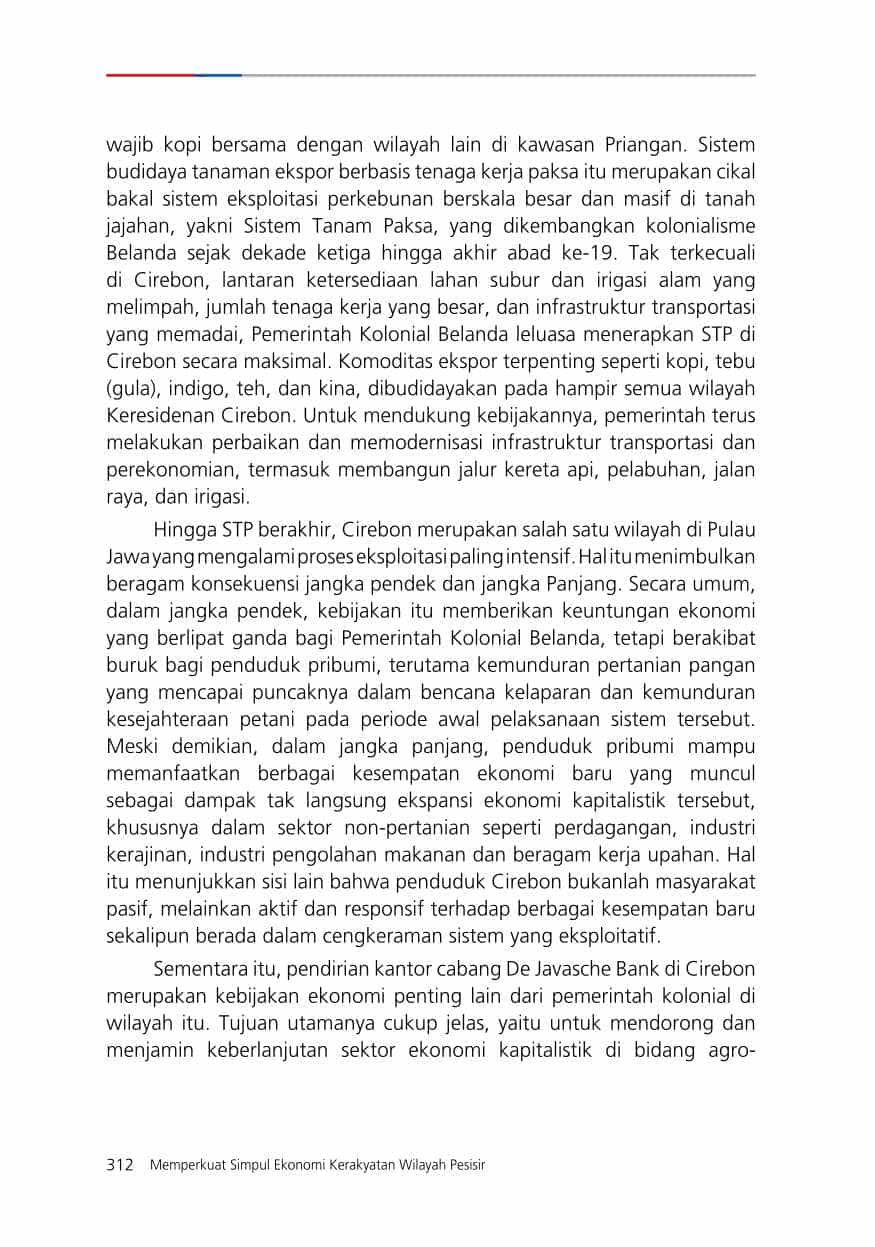 wajib kopi bersama dengan wilayah lain di kawasan Priangan. Sistem
budidaya tanaman ekspor berbasis tenaga kerja paksa itu merupakan cikal
bakal sistem eksploitasi perkebunan berskala besar dan masif di tanah
jajahan, yakni Sistem Tanam Paksa, yang dikembangkan kolonialisme
Belanda sejak dekade ketiga hingga akhir abad ke-19. Tak terkecuali
di Cirebon, lantaran ketersediaan lahan subur dan irigasi alam yang
melimpah, jumlah tenaga kerja yang besar, dan infrastruktur transportasi
yang memadai, Pemerintah Kolonial Belanda leluasa menerapkan STP di
Cirebon secara maksimal. Komoditas ekspor terpenting seperti kopi, tebu
(gula), indigo, teh, dan kina, dibudidayakan pada hampir semua wilayah
Keresidenan Cirebon. Untuk mendukung kebijakannya, pemerintah terus
melakukan perbaikan dan memodernisasi infrastruktur transportasi dan
perekonomian, termasuk membangun jalur kereta api, pelabuhan, jalan
raya, dan irigasi.
Hingga STP berakhir, Cirebon merupakan salah satu wilayah di Pulau
Jawa yang mengalami proses eksploitasi paling intensif. Hal itu menimbulkan
beragam konsekuensi jangka pendek dan jangka Panjang. Secara umum,
dalam jangka pendek, kebijakan itu memberikan keuntungan ekonomi
yang berlipat ganda bagi Pemerintah Kolonial Belanda, tetapi berakibat
buruk bagi penduduk pribumi, terutama kemunduran pertanian pangan
yang mencapai puncaknya dalam bencana kelaparan dan kemunduran
kesejahteraan petani pada periode awal pelaksanaan sistem tersebut.
Meski demikian, dalam jangka panjang, penduduk pribumi mampu
memanfaatkan berbagai kesempatan ekonomi baru yang muncul
sebagai dampak tak langsung ekspansi ekonomi kapitalistik tersebut,
khususnya dalam sektor non-pertanian seperti perdagangan, industri
kerajinan, industri pengolahan makanan dan beragam kerja upahan. Hal
itu menunjukkan sisi lain bahwa penduduk Cirebon bukanlah masyarakat
pasif, melainkan aktif dan responsif terhadap berbagai kesempatan baru
sekalipun berada dalam cengkeraman sistem yang eksploitatif.
Sementara itu, pendirian kantor cabang De Javasche Bank di Cirebon
merupakan kebijakan ekonomi penting lain dari pemerintah kolonial di
wilayah itu. Tujuan utamanya cukup jelas, yaitu untuk mendorong dan
menjamin keberlanjutan sektor ekonomi kapitalistik di bidang agro-
312 Memperkuat Simpul Ekonomi Kerakyatan Wilayah Pesisir